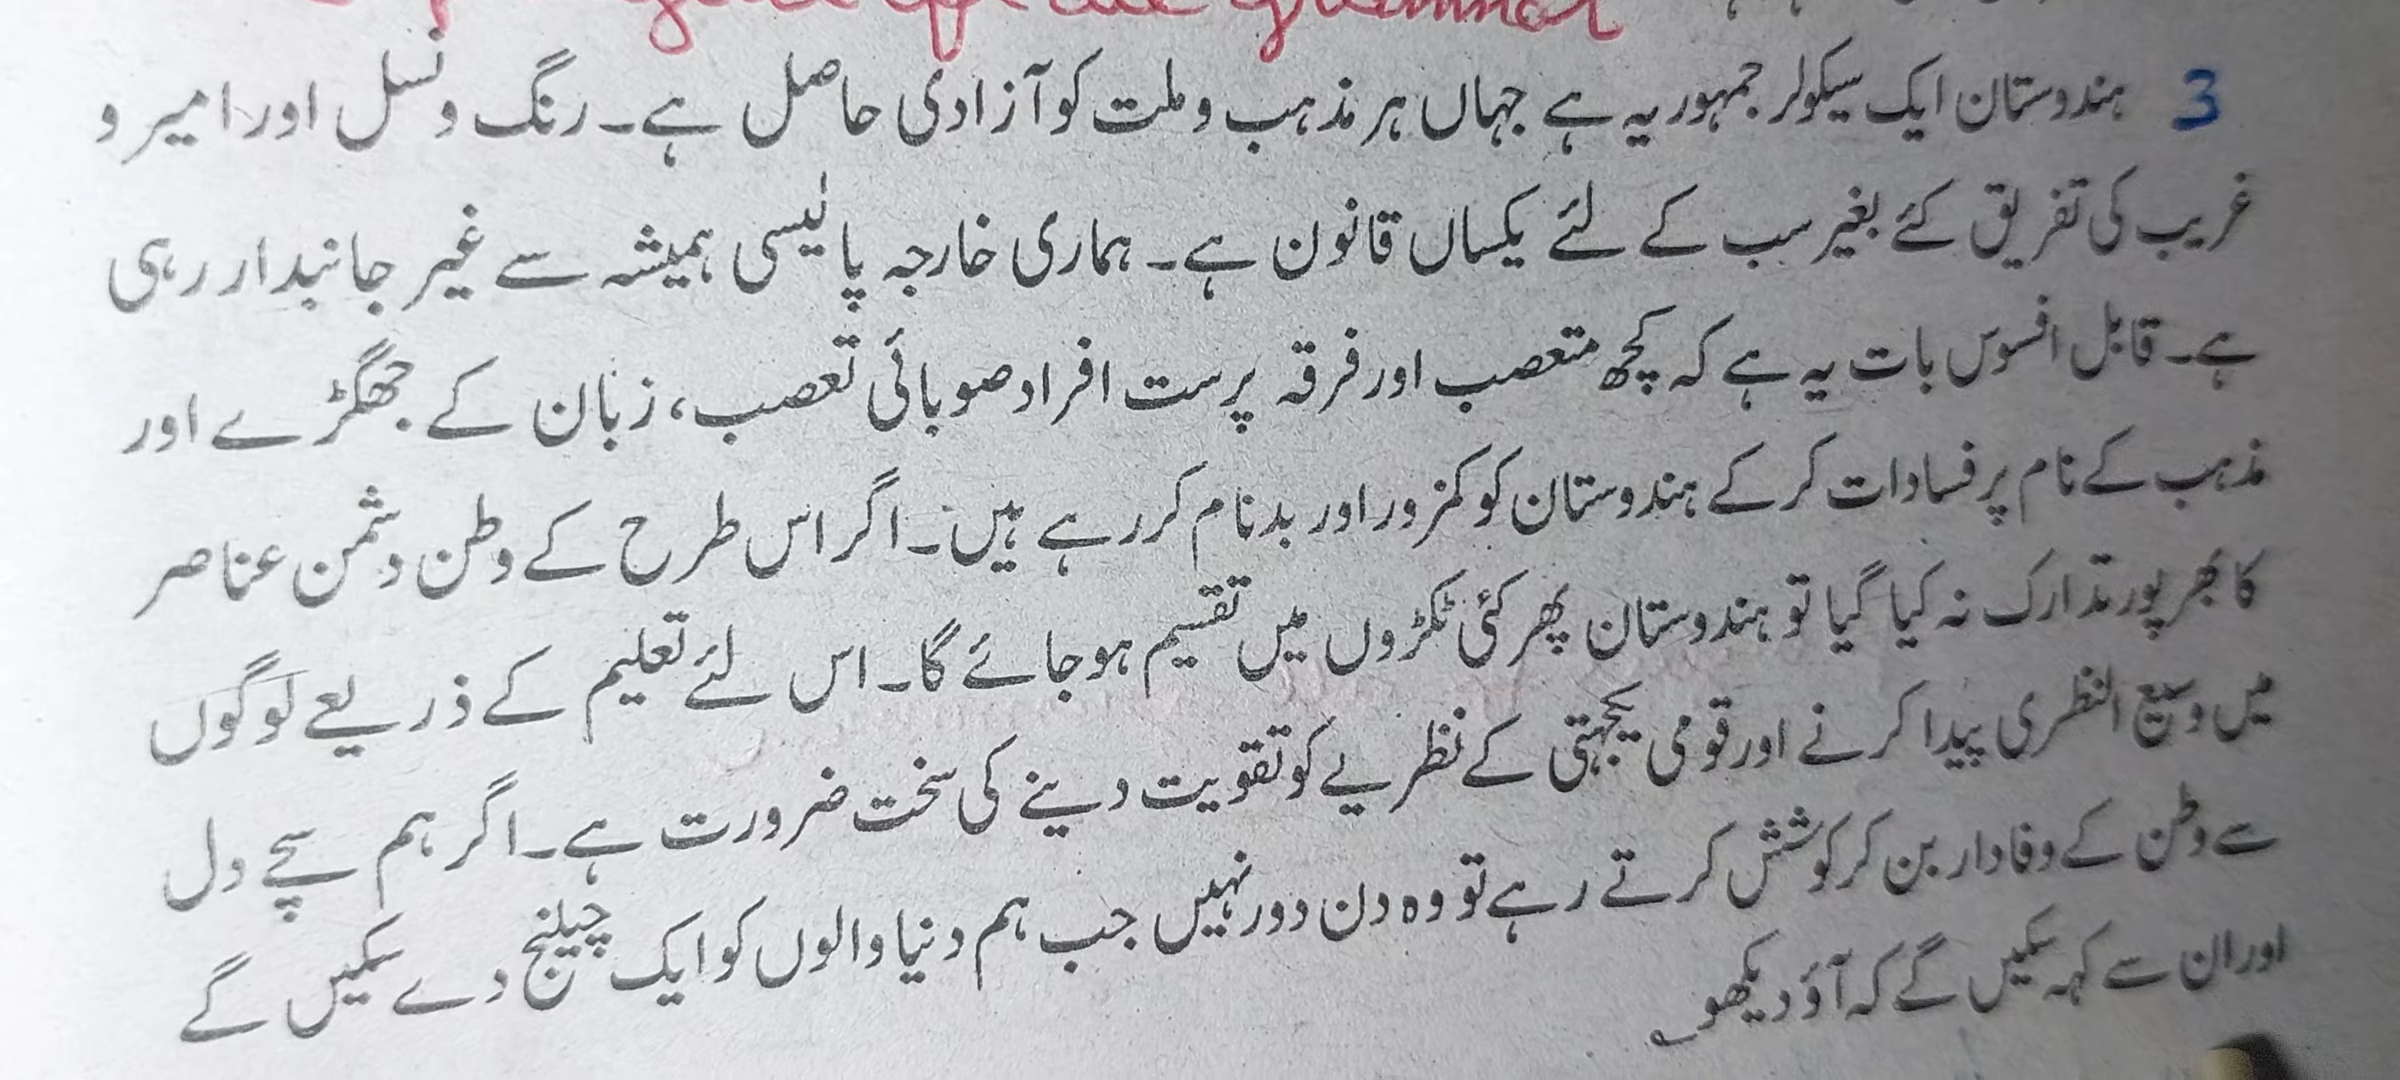 grammar
3 ہندوستان ایک سیکولر جمہوریہ ہے جہاں ہر مذہب و ملت کو آزادی حاصل ہے۔ رنگ و نسل اور امیر و
غریب کی تفریق کئے بغیر سب کے لئے یکساں قانون ہے۔ ہماری خارجہ پالیسی ہمیشہ سے غیر جانبدار رہی
ہے۔ قابل افسوس بات یہ ہے کہ کچھ متعصب اور فرقہ پرست افراد صوبائی تعصب، زبان کے جھگڑے اور
مذہب کے نام پر فسادات کر کے ہندوستان کو کمزور اور بدنام کر رہے ہیں۔ اگر اس طرح کے وطن دشمن عناصر
کا بھرپور تدارک نہ کیا گیا تو ہندوستان پھر کئی ٹکڑوں میں تقسیم ہو جائے گا۔ اس لئے تعلیم کے ذریعے لوگوں
میں وسیع النظری پیدا کرنے اور قومی یکجہتی کے نظریے کو تقویت دینے کی سخت ضرورت ہے۔ اگر ہم سچے دل
سے وطن کے وفادار بن کر کوشش کرتے رہے تو وہ دن دور نہیں جب ہم دنیا والوں کو ایک چیلنج دے سکیں گے
اور ان سے کہہ سکیں گے کہ آؤ دیکھو